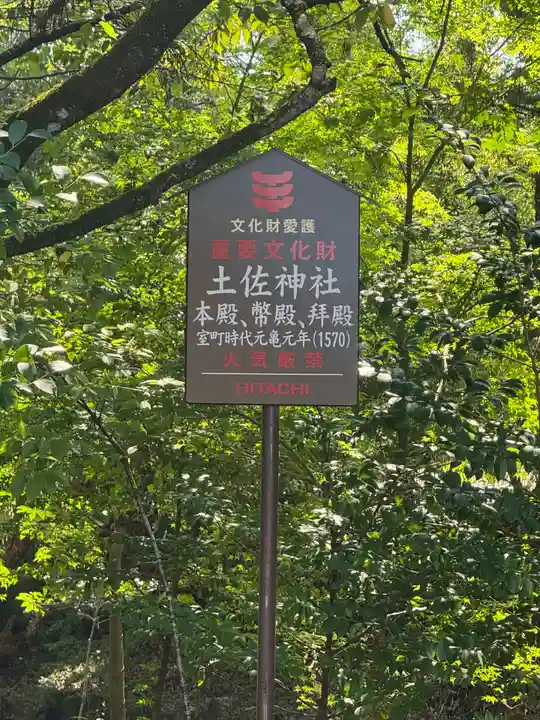 文化財愛護
重要文化財
土佐神社
本殿、幣殿、拝殿
室町時代元亀元年(1570)
火気厳禁
HITACHI